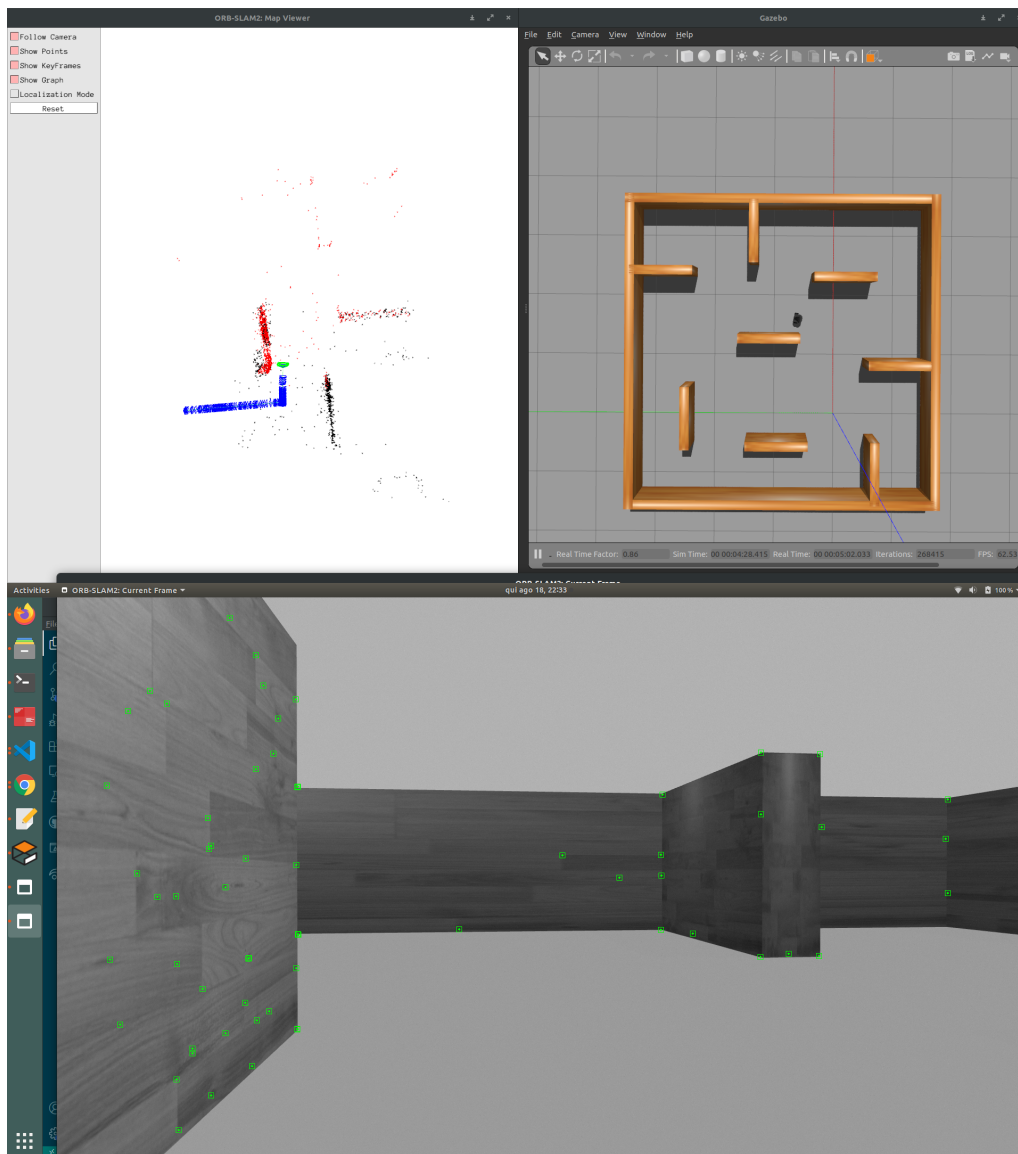 ORB-SLAM2: Map Viewer
Follow Camera
Show Points
Show KeyFrames
Show Graph
Localization Mode
Reset
Gazebo
File Edit Camera View Window Help
Real Time Factor: 0.86 Sim Time: 00 00:04:28.415 Real Time: 00 00:05:02.033 Iterations: 268415 FPS: 62.53
Activities ORB-SLAM2: Current Frame qui ago 18, 22:33 100 %